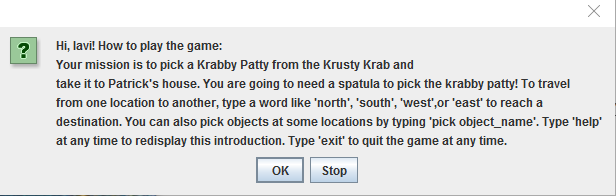 Hi, lavi! How to play the game:
Your mission is to pick a Krabby Patty from the Krusty Krab and
take it to Patrick's house. You are going to need a spatula to pick the krabby patty! To travel
from one location to another, type a word like 'north', 'south', 'west',or 'east' to reach a
destination. You can also pick objects at some locations by typing 'pick object_name'. Type 'help'
at any time to redisplay this introduction. Type 'exit' to quit the game at any time.
OK Stop